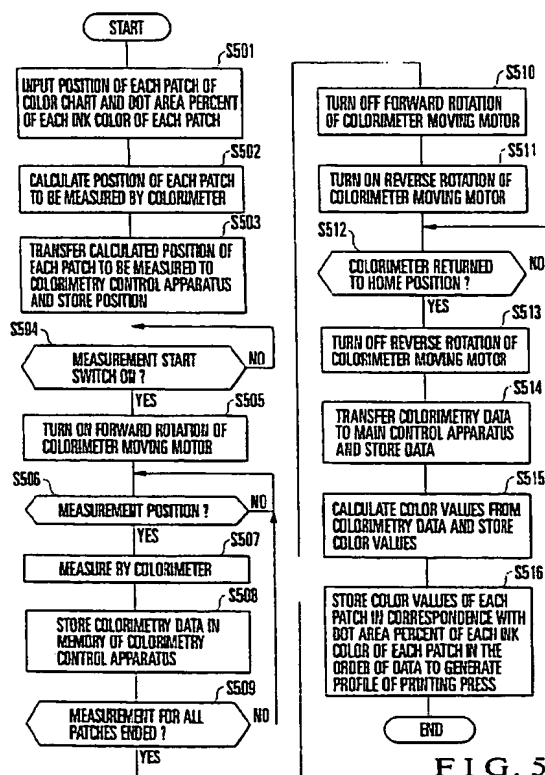 START
S501
INPUT POSITION OF EACH PATCH OF
COLOR CHART AND DOT AREA PERCENT
OF EACH INK COLOR OF EACH PATCH
S502
CALCULATE POSITION OF EACH PATCH
TO BE MEASURED BY COLORIMETER
S503
TRANSFER CALCULATED POSITION OF
EACH PATCH TO BE MEASURED TO
COLORIMETRY CONTROL APPARATUS
AND STORE POSITION
S504
MEASUREMENT START
SWITCH ON ?
NO
YES
S505
TURN ON FORWARD ROTATION OF
COLORIMETER MOVING MOTOR
S506
MEASUREMENT POSITION ?
NO
YES
S507
MEASURE BY COLORIMETER
S508
STORE COLORIMETRY DATA IN
MEMORY OF COLORIMETRY
CONTROL APPARATUS
S509
MEASUREMENT FOR ALL
PATCHES ENDED ?
NO
YES
S510
TURN OFF FORWARD ROTATION
OF COLORIMETER MOVING MOTOR
S511
TURN ON REVERSE ROTATION OF
COLORIMETER MOVING MOTOR
S512
COLORIMETER RETURNED
TO HOME POSITION ?
NO
YES
S513
TURN OFF REVERSE ROTATION OF
COLORIMETER MOVING MOTOR
S514
TRANSFER COLORIMETRY DATA
TO MAIN CONTROL APPARATUS
AND STORE DATA
S515
CALCULATE COLOR VALUES FROM
COLORIMETRY DATA AND STORE
COLOR VALUES
S516
STORE COLOR VALUES OF EACH
PATCH IN CORRESPONDENCE WITH
DOT AREA PERCENT OF EACH INK
COLOR OF EACH PATCH IN THE
ORDER OF DATA TO GENERATE
PROFILE OF PRINTING PRESS
END
FIG. 5